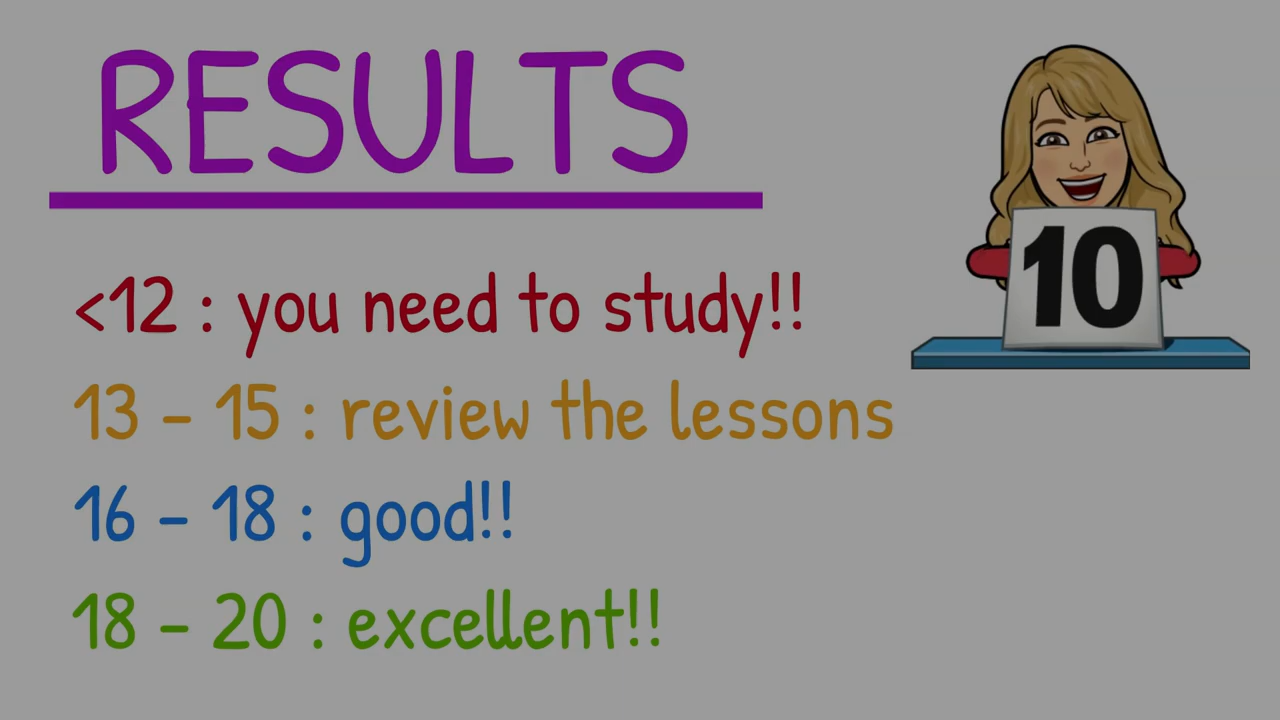 RESULTS
10
<12 : you need to study!!
13 - 15 : review the lessons
16 - 18 : good!!
18 - 20 : excellent!!